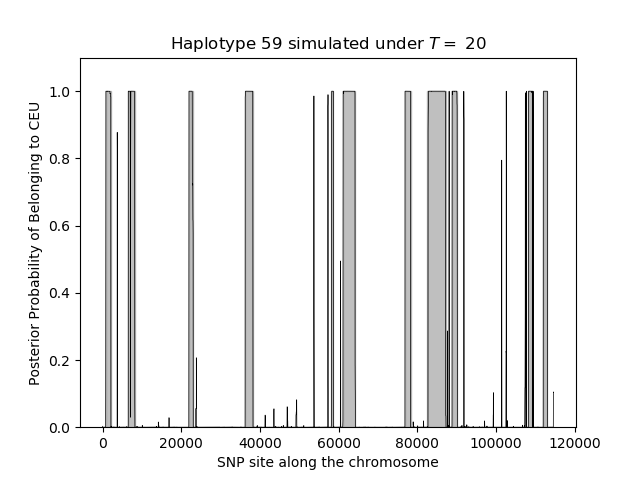 Haplotype 59 simulated under T = 20
Posterior Probability of Belonging to CEU
1.0
0.8
0.6
0.4
0.2
0.0
0 20000 40000 60000 80000 100000 120000
SNP site along the chromosome